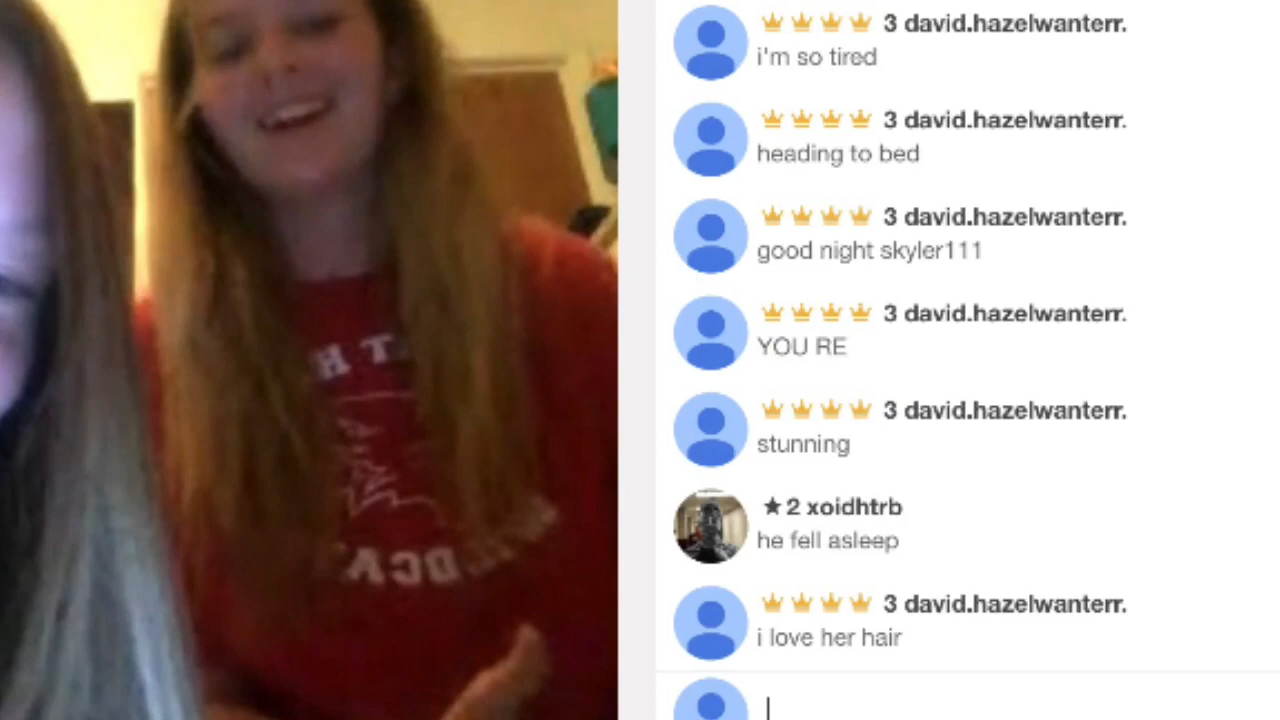 H T
3 david.hazelwanterr.
i'm so tired
3 david.hazelwanterr.
heading to bed
3 david.hazelwanterr.
good night skyler111
3 david.hazelwanterr.
YOU RE
3 david.hazelwanterr.
stunning
★2 xoidhtrb
he fell asleep
3 david.hazelwanterr.
i love her hair